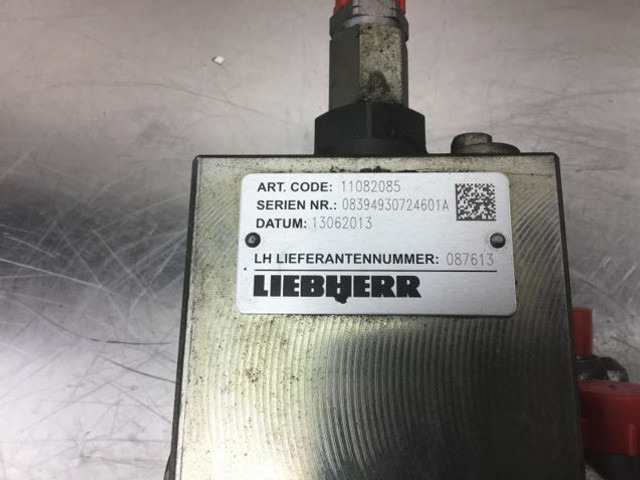 ART. CODE: 11082085
SERIEN NR.: 08394930724601A
DATUM: 13062013
LH LIEFERANTENNUMMER: 087613
LIEBHERR